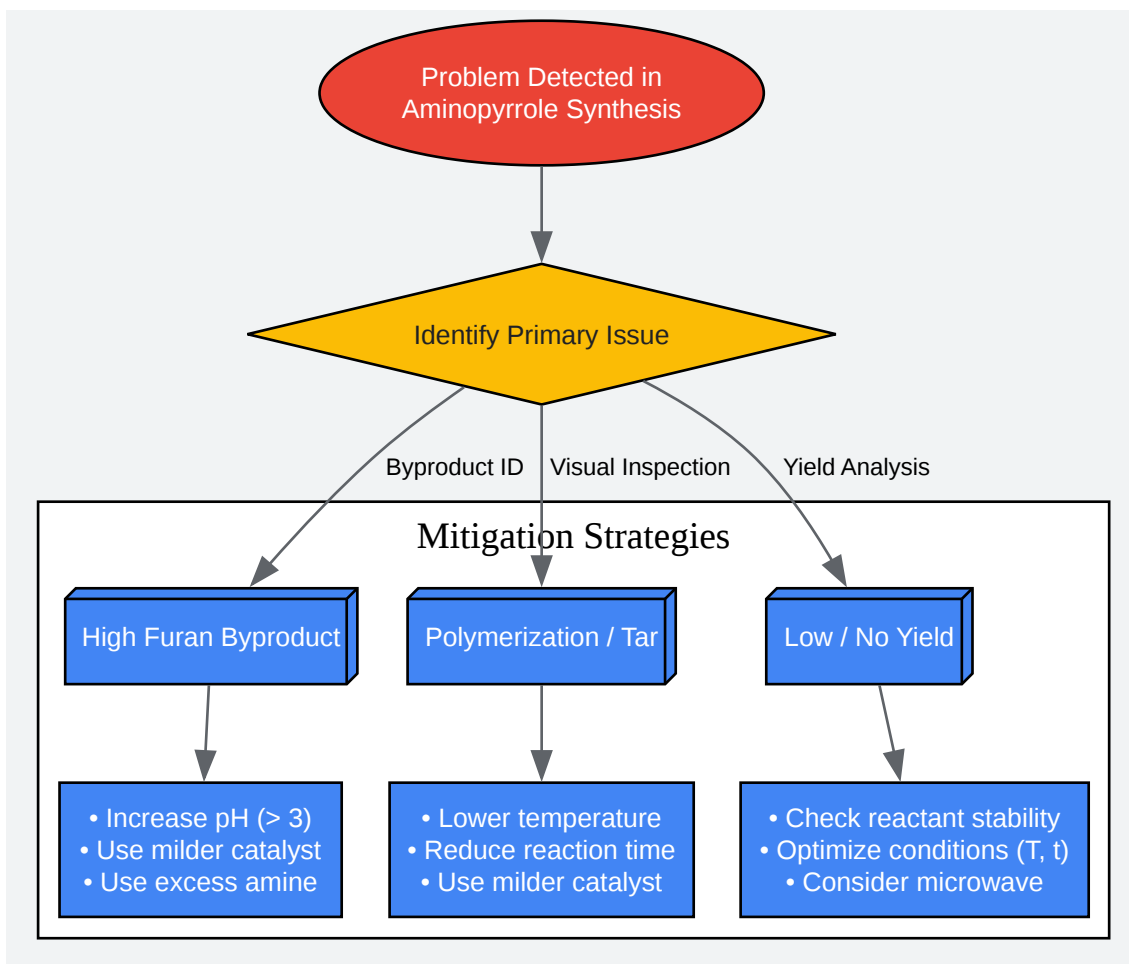 Problem Detected in
Aminopyrrole Synthesis
Identify Primary Issue
Byproduct ID
Visual Inspection
Yield Analysis
Mitigation Strategies
High Furan Byproduct
Polymerization / Tar
Low / No Yield
• Increase pH (> 3)
• Use milder catalyst
• Use excess amine
• Lower temperature
• Reduce reaction time
• Use milder catalyst
• Check reactant stability
• Optimize conditions (T, t)
• Consider microwave